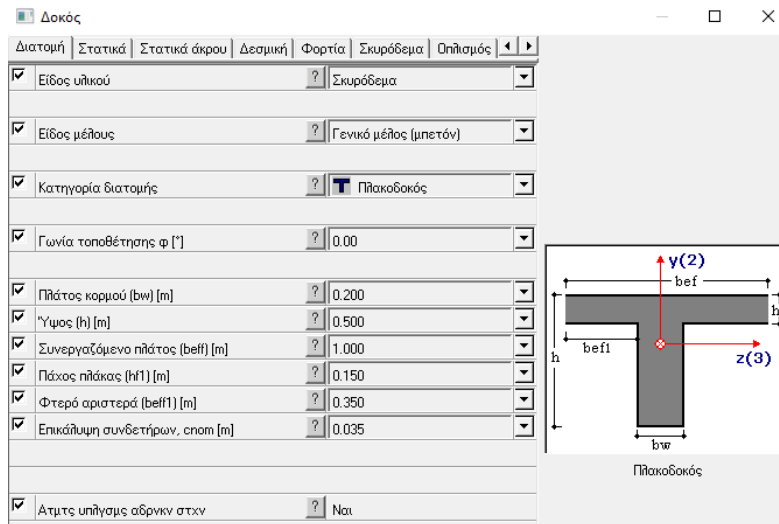 Δοκός
Διατομή Στατικά Στατικά άκρου Δεσμική Φορτία Σκυρόδεμα Οπλισμός
Είδος υλικού ? Σκυρόδεμα
Είδος μέλους ? Γενικό μέλος (μπετόν)
Κατηγορία διατομής ? Πλακοδοκός
Γωνία τοποθέτησης φ [°] ? 0.00
Πλάτος κορμού (bw) [m] ? 0.200
Ύψος (h) [m] ? 0.500
Συνεργαζόμενο πλάτος (beff) [m] ? 1.000
Πάχος πλάκας (hf1) [m] ? 0.150
Φτερό αριστερά (beff1) [m] ? 0.350
Επικάλυψη συνδετήρων, cnom [m] ? 0.035
Ατμτς υπλγσμς αδρνκν στχν ? Ναι
y(2)
bef
h
h
bef1
z(3)
bw
Πλακοδοκός